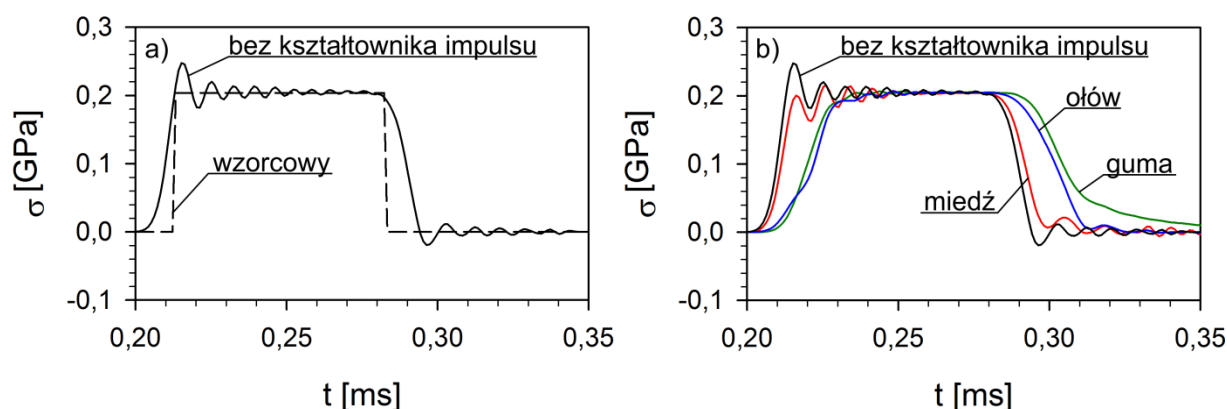 a)
bez kształtownika impulsu
wzorcowy
σ [GPa]
0,3
0,2
0,1
0,0
-0,1
0,20
0,25
0,30
0,35
t [ms]
b)
bez kształtownika impulsu
ołów
guma
miedź
σ [GPa]
0,3
0,2
0,1
0,0
-0,1
0,20
0,25
0,30
0,35
t [ms]